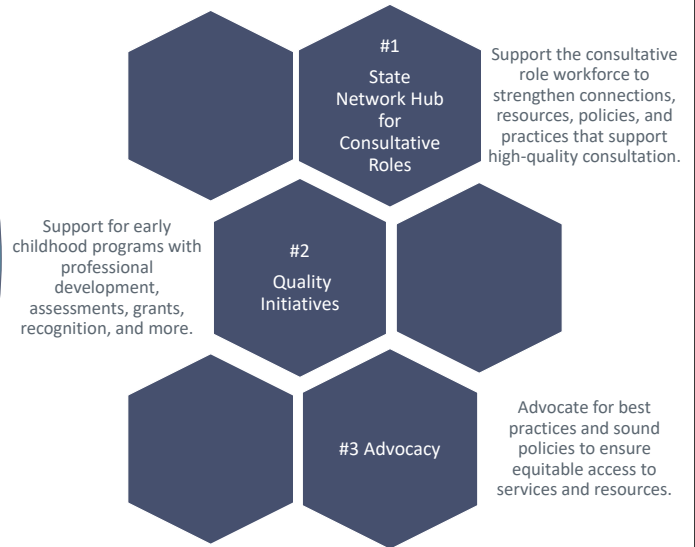 #1
State
Network Hub
for
Consultative
Roles
Support the consultative
role workforce to
strengthen connections,
resources, policies, and
practices that support
high-quality consultation.
Support for early
childhood programs with
professional
development,
assessments, grants,
recognition, and more.
#2
Quality
Initiatives
#3 Advocacy
Advocate for best
practices and sound
policies to ensure
equitable access to
services and resources.